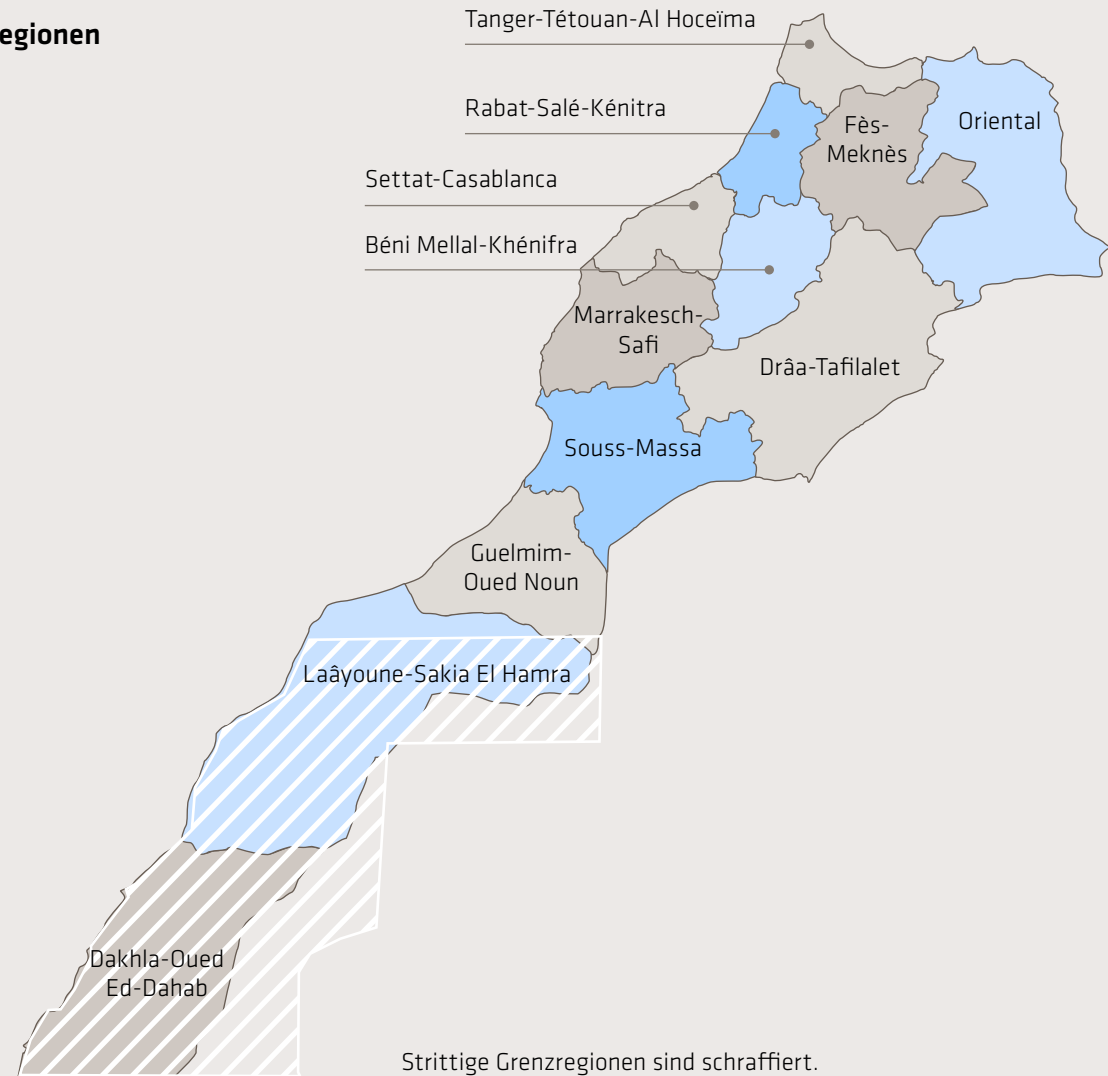 egionen
Tanger-Tétouan-Al Hoceïma
Rabat-Salé-Kénitra
Fès-
Meknès
Oriental
Settat-Casablanca
Béni Mellal-Khénifra
Marrakesch-
Safi
Drâa-Tafilalet
Souss-Massa
Guelmim-
Oued Noun
Laâyoune-Sakia El Hamra
Dakhla-Oued
Ed-Dahab
Strittige Grenzregionen sind schraffiert.